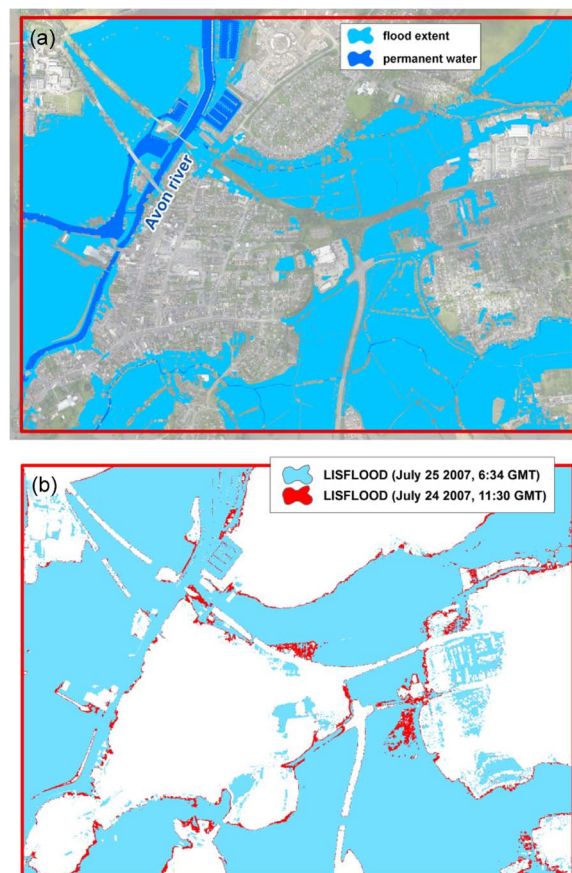 (a)
flood extent
permanent water
Avon river
(b)
LISFLOOD (July 25 2007, 6:34 GMT)
LISFLOOD (July 24 2007, 11:30 GMT)